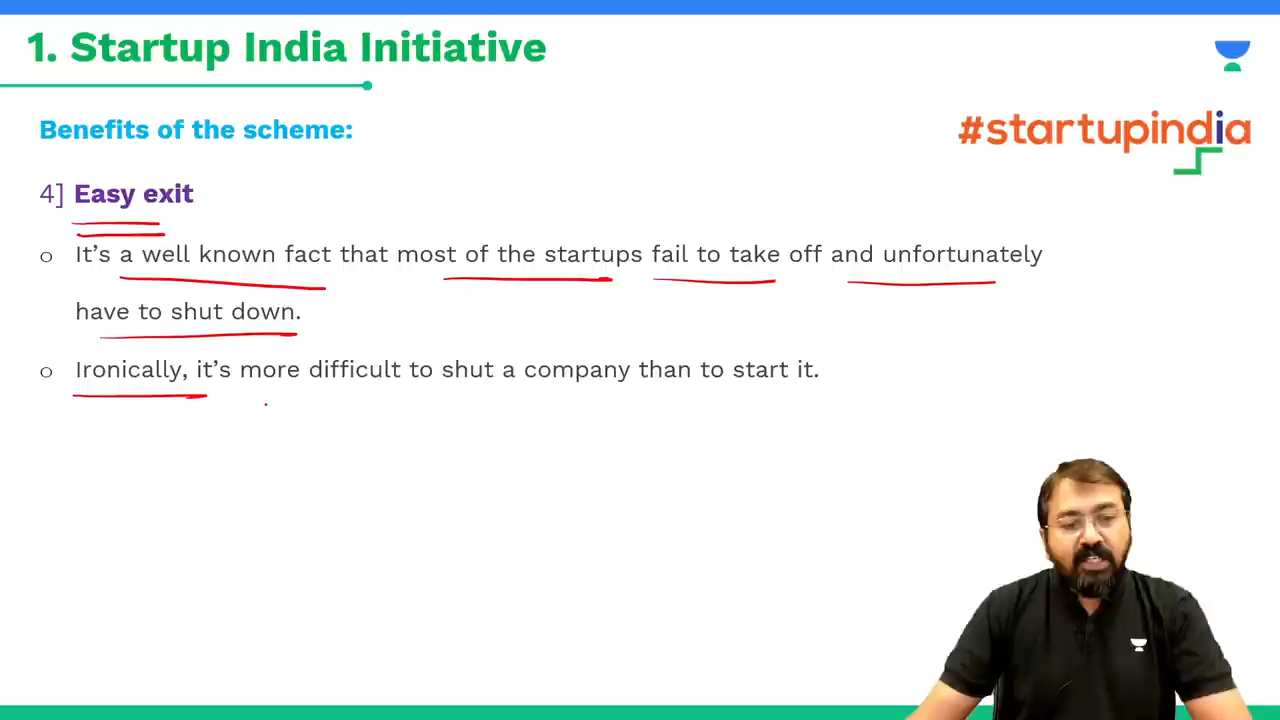 1. Startup India Initiative
Benefits of the scheme:
#startupindia
4] Easy exit
o It’s a well known fact that most of the startups fail to take off and unfortunately
have to shut down.
o Ironically, it’s more difficult to shut a company than to start it.